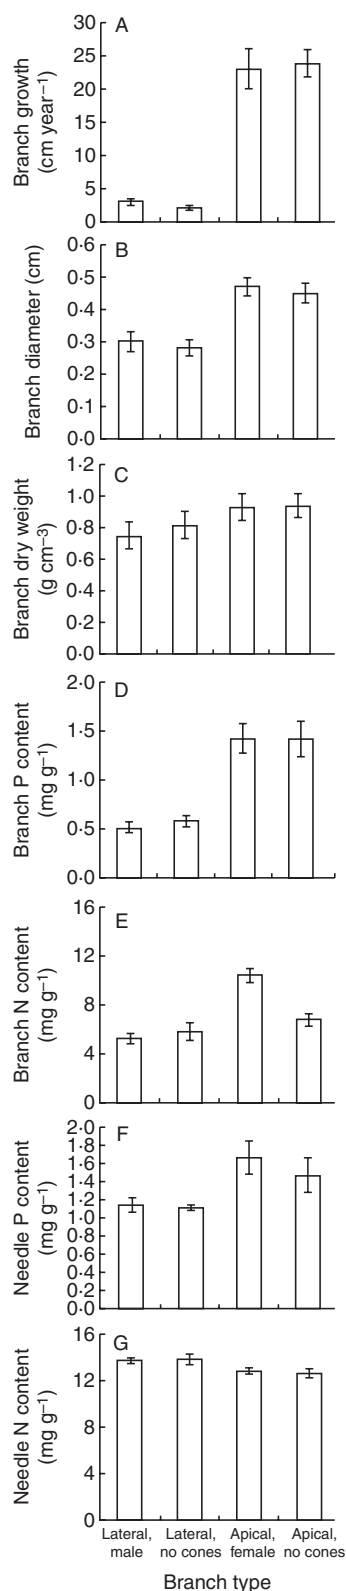 A
Branch growth
(cm year−1)
30
25
20
15
10
5
0
B
Branch diameter (cm)
0·6
0·5
0·4
0·3
0·2
0·1
0·0
C
Branch dry weight
(g cm−3)
1·2
1·0
0·8
0·6
0·4
0·2
0·0
D
Branch P content
(mg g−1)
2·0
1·5
1·0
0·5
0·0
E
Branch N content
(mg g−1)
16
12
8
4
0
F
Needle P content
(mg g−1)
2·0
1·8
1·6
1·4
1·2
1·0
0·8
0·6
0·4
0·2
0·0
G
Needle N content
(mg g−1)
16
12
8
4
0
Lateral,
male
Lateral,
no cones
Apical,
female
Apical,
no cones
Branch type